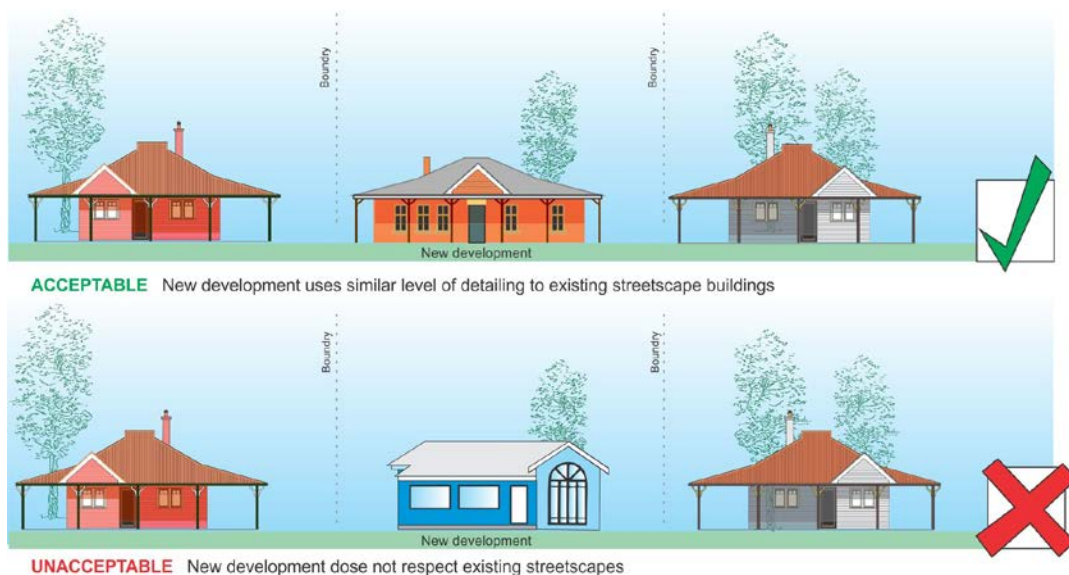 Boundry
Boundry
New development
ACCEPTABLE New development uses similar level of detailing to existing streetscape buildings
Boundry
Boundry
New development
UNACCEPTABLE New development dose not respect existing streetscapes